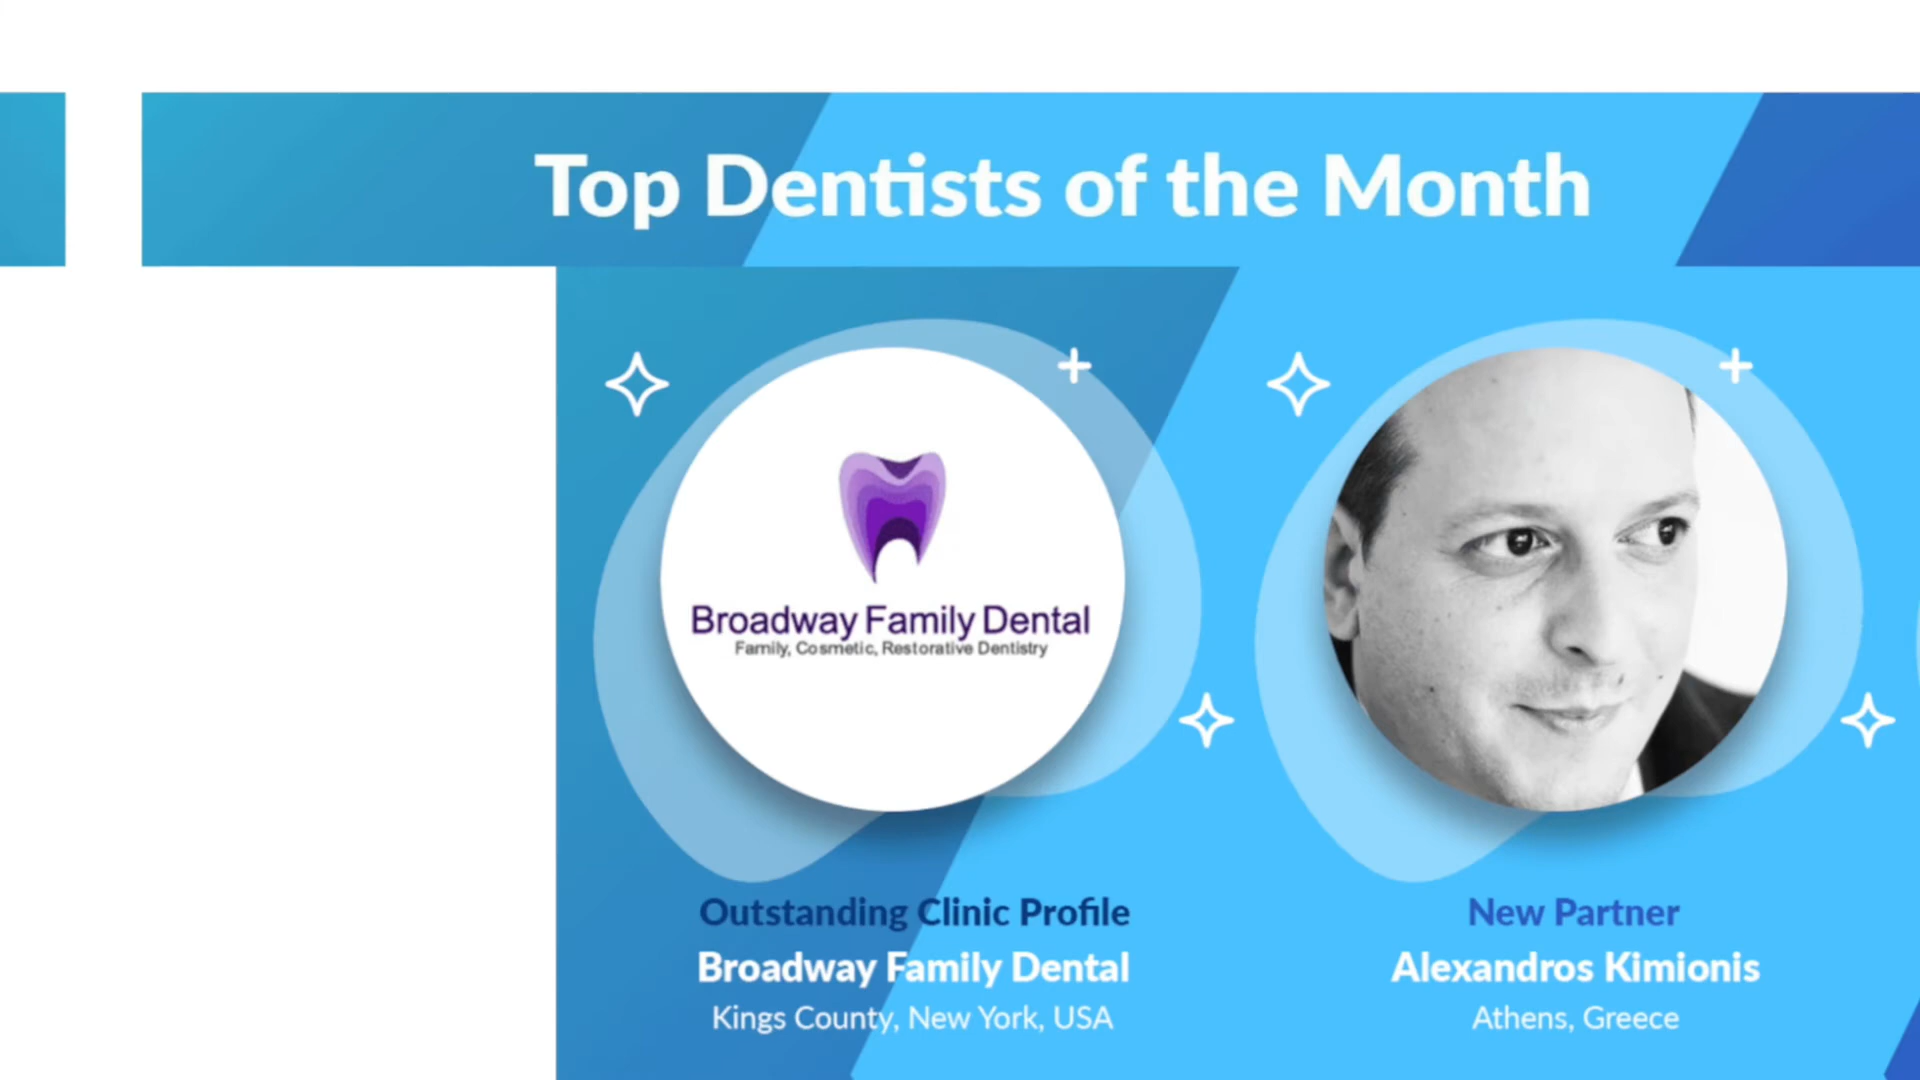 Top Dentists of the Month
Broadway Family Dental
Family, Cosmetic, Restorative Dentistry
Outstanding Clinic Profile
Broadway Family Dental
Kings County, New York, USA
New Partner
Alexandros Kimionis
Athens, Greece